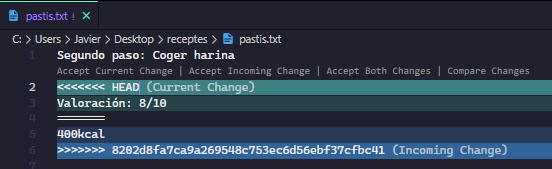 pastis.txt !
C: > Users > Javier > Desktop > receptes > pastis.txt
1 Segundo paso: Coger harina
Accept Current Change | Accept Incoming Change | Accept Both Changes | Compare Changes
2 <<<<<<< HEAD (Current Change)
3 Valoración: 8/10
4 =======
5 400kcal
6 >>>>>>> 8202d8fa7ca9a269548c753ec6d56ebf37cfbc41 (Incoming Change)
7